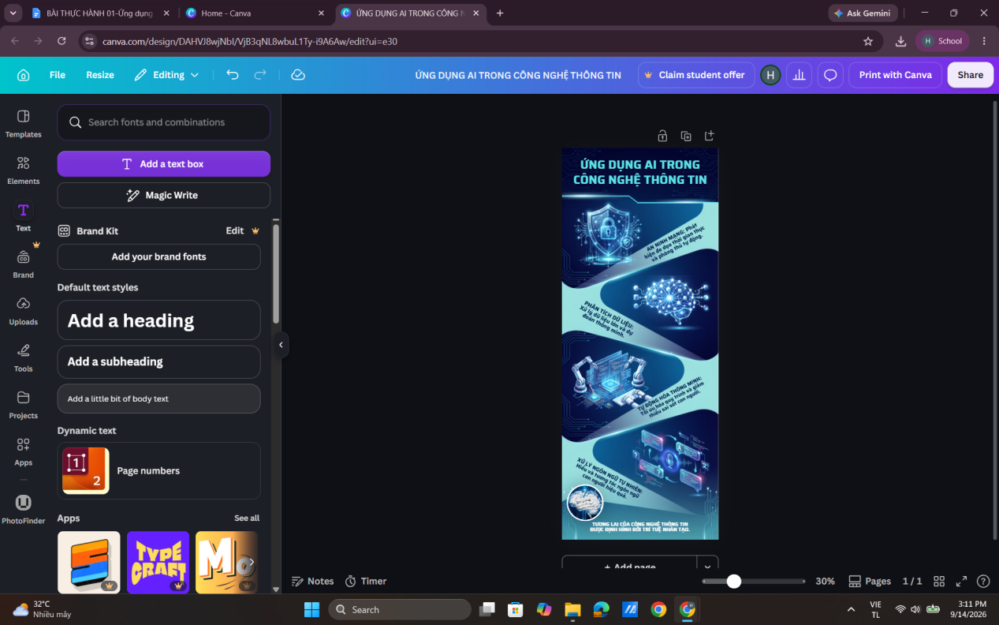 BÀI THỰC HÀNH 01-Ứng dụng
Home - Canva
ỨNG DỤNG AI TRONG CÔNG N
Ask Gemini
canva.com/design/DAHVJ8wjNbI/VjB3qNL8wbuL1Ty-i9A6Aw/edit?ui=e30
H
School
File
Resize
Editing
ỨNG DỤNG AI TRONG CÔNG NGHỆ THÔNG TIN
Claim student offer
H
Print with Canva
Share
Templates
Elements
Text
Brand
Uploads
Tools
Projects
Apps
PhotoFinder
Search fonts and combinations
Add a text box
Magic Write
Brand Kit
Edit
Add your brand fonts
Default text styles
Add a heading
Add a subheading
Add a little bit of body text
Dynamic text
1
2
Page numbers
Apps
See all
TYPE
CRAFT
ỨNG DỤNG AI TRONG
CÔNG NGHỆ THÔNG TIN
AN NINH MẠNG: Phát
hiện đe dọa thời gian thực
và phòng thủ tự động.
PHÂN TÍCH DỮ LIỆU:
Xử lý dữ liệu lớn và dự
đoán thông minh.
TỰ ĐỘNG HÓA THÔNG MINH:
Tối ưu hóa quy trình và giảm
thiểu sai sót con người.
XỬ LÝ NGÔN NGỮ TỰ NHIÊN:
Hiểu và tương tác ngôn ngữ
con người hiệu quả.
TƯƠNG LAI CỦA CÔNG NGHỆ THÔNG TIN
ĐƯỢC ĐỊNH HÌNH BỞI TRÍ TUỆ NHÂN TẠO.
+ Add page
Notes
Timer
30%
Pages
1 / 1
32°C
Nhiều mây
Search
VIE
TL
3:11 PM
9/14/2026